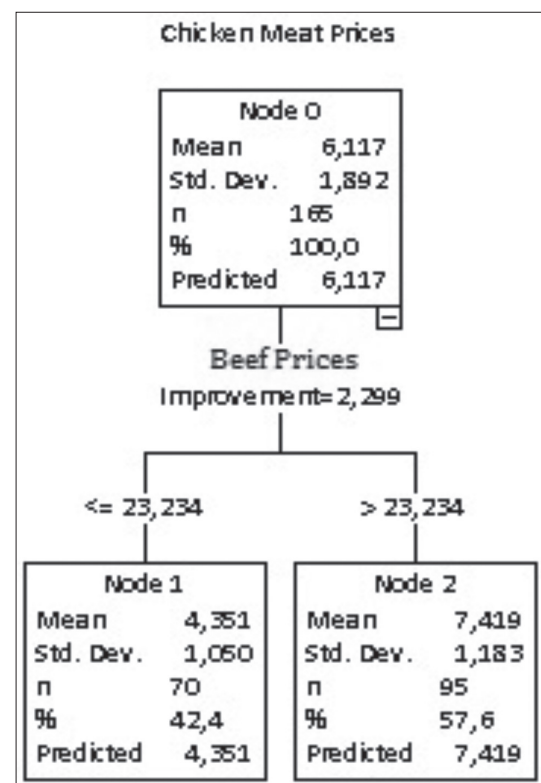 Chicken Meat Prices
Node 0
Mean 6,117
Std. Dev. 1,892
n 165
% 100,0
Predicted 6,117
Beef Prices
Improvement=2,299
<= 23,234
> 23,234
Node 1
Mean 4,351
Std. Dev. 1,050
n 70
% 42,4
Predicted 4,351
Node 2
Mean 7,419
Std. Dev. 1,183
n 95
% 57,6
Predicted 7,419